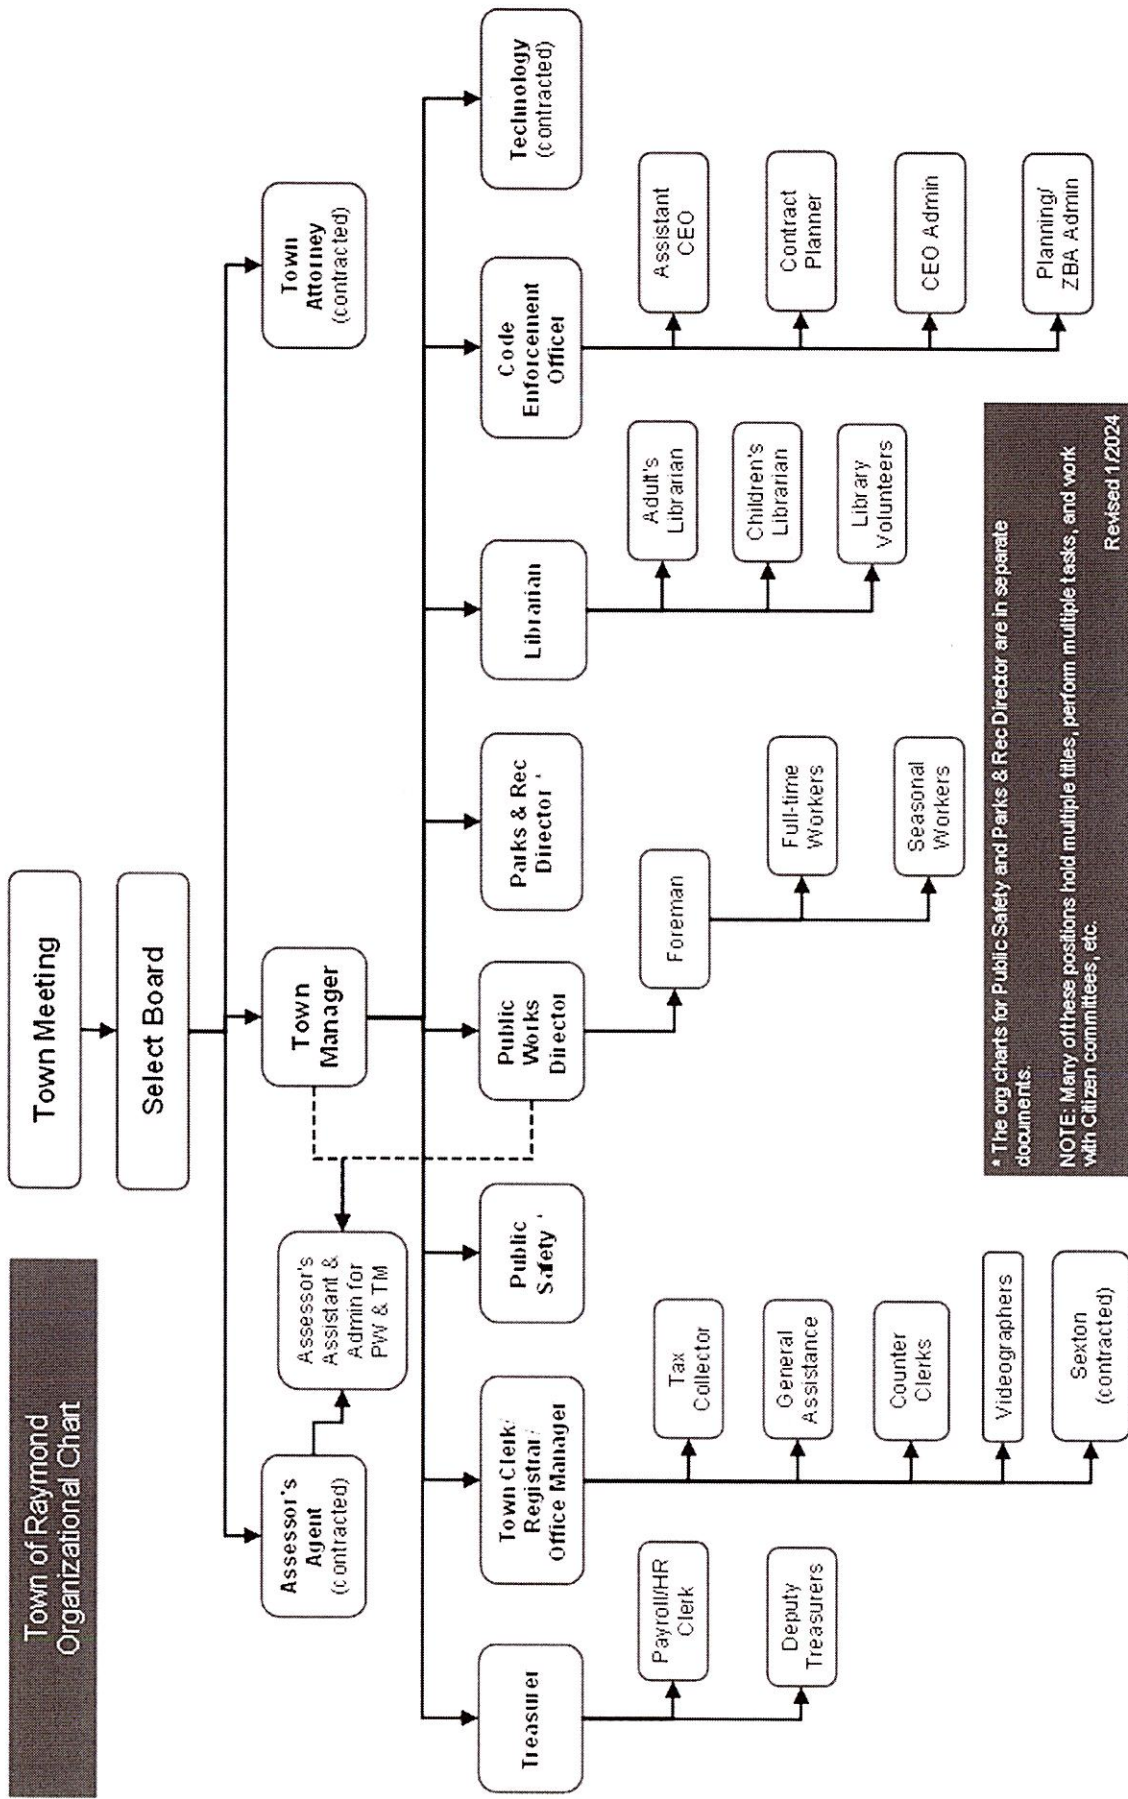 Town of Raymond
Organizational Chart
Town Meeting
Select Board
Assessor's
Agent
(contracted)
Assessor's
Assistant &
Admin for
PW & TM
Town
Manager
Town
Attorney
(contracted)
Treasurer
Town Clerk/
Registrar/
Office Manager
Public
Safety *
Public
Works
Director
Parks & Rec
Director *
Librarian
Code
Enforcement
Officer
Technology
(contracted)
Payroll/HR
Clerk
Deputy
Treasurers
Tax
Collector
General
Assistance
Counter
Clerks
Videographers
Sexton
(contracted)
Foreman
Full-time
Workers
Seasonal
Workers
Adult's
Librarian
Children's
Librarian
Library
Volunteers
Assistant
CEO
Contract
Planner
CEO Admin
Planning/
ZBA Admin
* The org charts for Public Safety and Parks & Rec Director are in separate
documents.
NOTE: Many of these positions hold multiple titles, perform multiple tasks, and work
with Citizen committees, etc.
Revised 1/2024